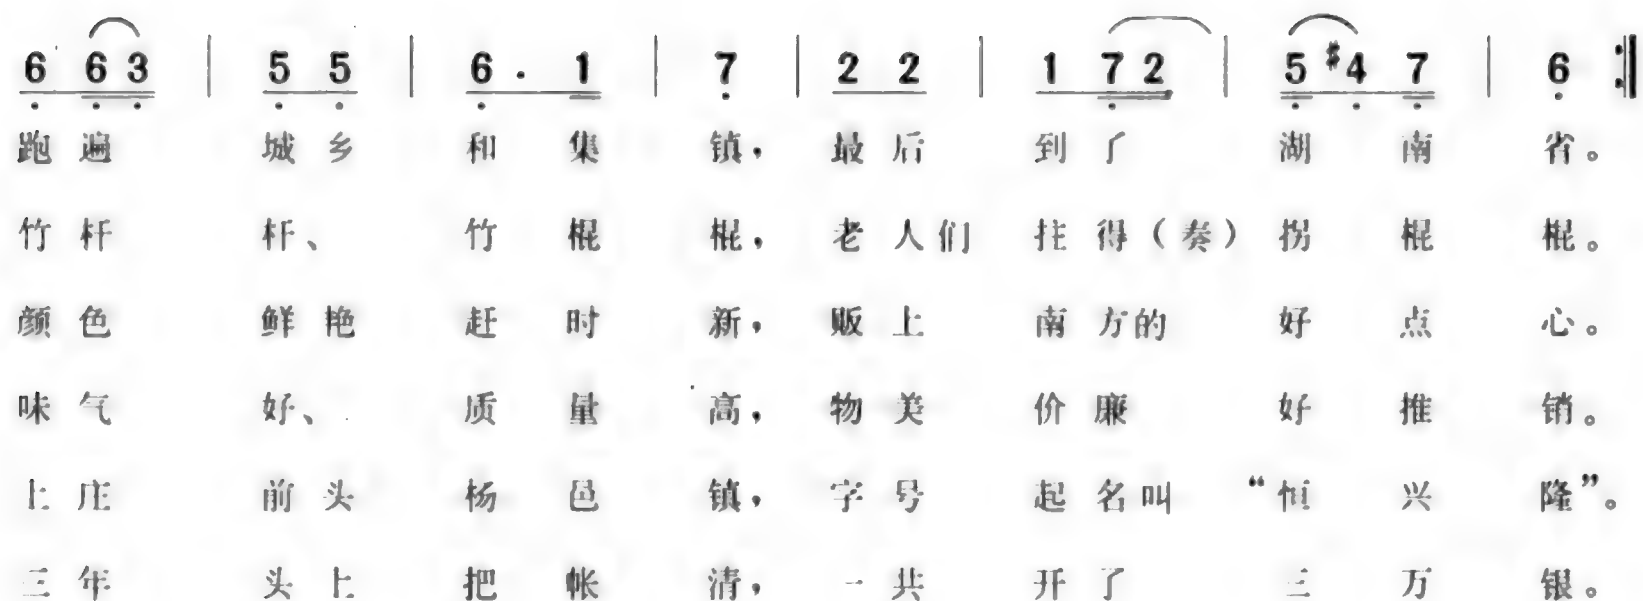 6 6 3 | 5 5 | 6 . 1 | 7 | 2 2 | 1 7 2 | 5 #4 7 | 6 :||
跑遍 城乡 和集镇，最后 到了 湖南省。
竹杆 杆、 竹棍棍，老人们 拄得（奏）拐棍棍。
颜色 鲜艳 赶时新，贩上 南方的 好点心。
味气 好、 质量高，物美 价廉 好推销。
上庄 前头 杨邑镇，字号 起名叫 “恒兴隆”。
三年 头上 把帐清，一共 开了 三万银。